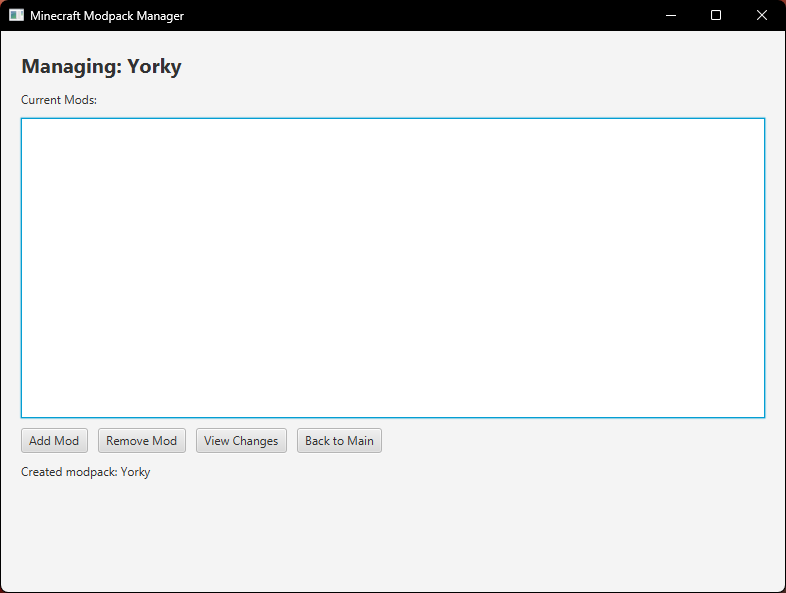 Minecraft Modpack Manager
Managing: Yorky
Current Mods:
Add Mod Remove Mod View Changes Back to Main
Created modpack: Yorky